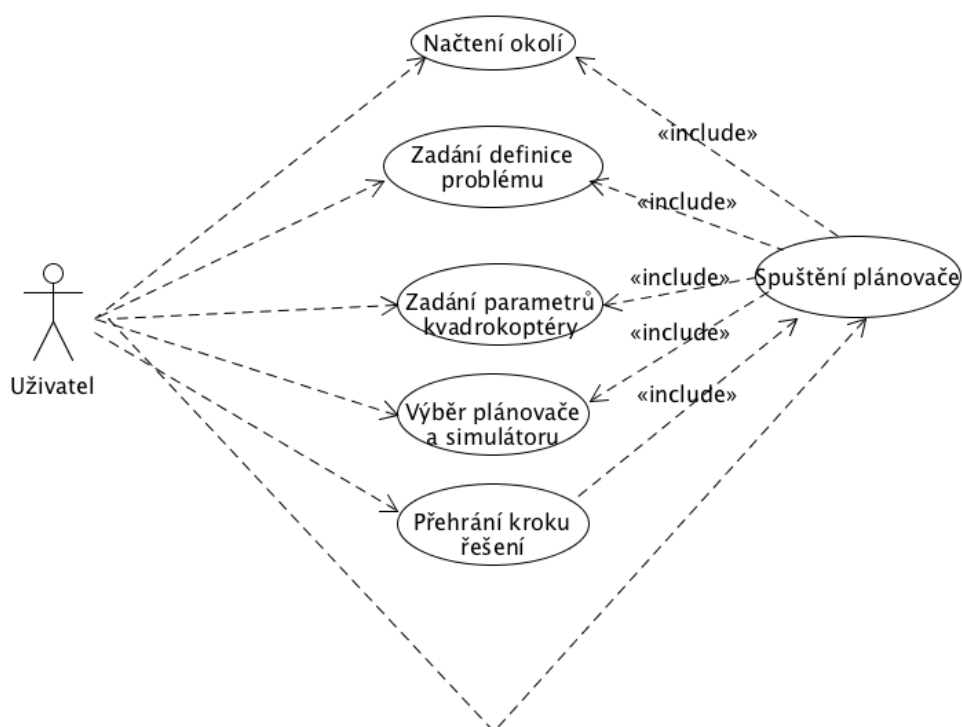 Načtení okolí
«include»
Zadání definice
problému
«include»
Spuštění plánovače
«include»
Zadání parametrů
kvadrokoptéry
«include»
Uživatel
«include»
Výběr plánovače
a simulátoru
Přehrání kroku
řešení